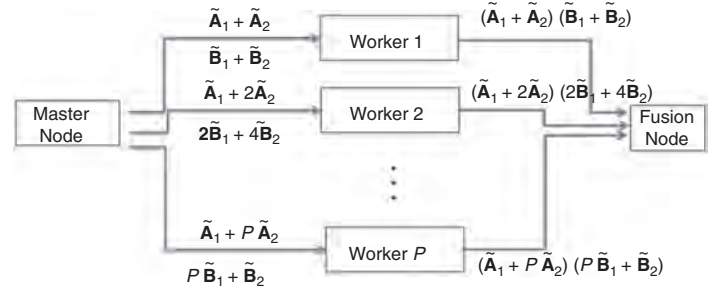 Ã₁ + Ã₂
(Ã₁ + Ã₂) (B̃₁ + B̃₂)
Worker 1
B̃₁ + B̃₂
Ã₁ + 2Ã₂
(Ã₁ + 2Ã₂) (2B̃₁ + 4B̃₂)
Master
Node
Worker 2
Fusion
Node
2B̃₁ + 4B̃₂
Ã₁ + P Ã₂
Worker P
P B̃₁ + B̃₂
(Ã₁ + P Ã₂) (P B̃₁ + B̃₂)